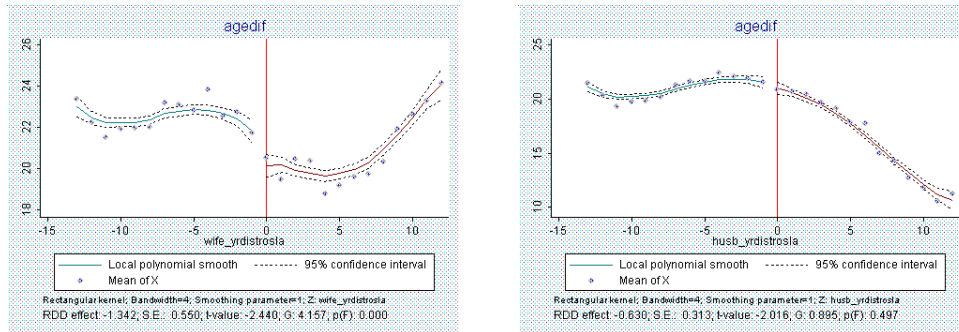 agedif
26
24
22
20
18
-15
-10
-5
0
5
10
wife_yrdistrosla
Local polynomial smooth
95% confidence interval
Mean of X
Rectangular kernel; Bandwidth=4; Smoothing parameter=1; Z: wife_yrdistrosla
RDD effect: -1.342; S.E.: 0.550; t-value: -2.440; G: 4.157; p(F): 0.000
agedif
25
20
15
10
-15
-10
-5
0
5
10
husb_yrdistrosla
Local polynomial smooth
95% confidence interval
Mean of X
Rectangular kernel; Bandwidth=4; Smoothing parameter=1; Z: husb_yrdistrosla
RDD effect: -0.630; S.E.: 0.313; t-value: -2.016; G: 0.895; p(F): 0.497